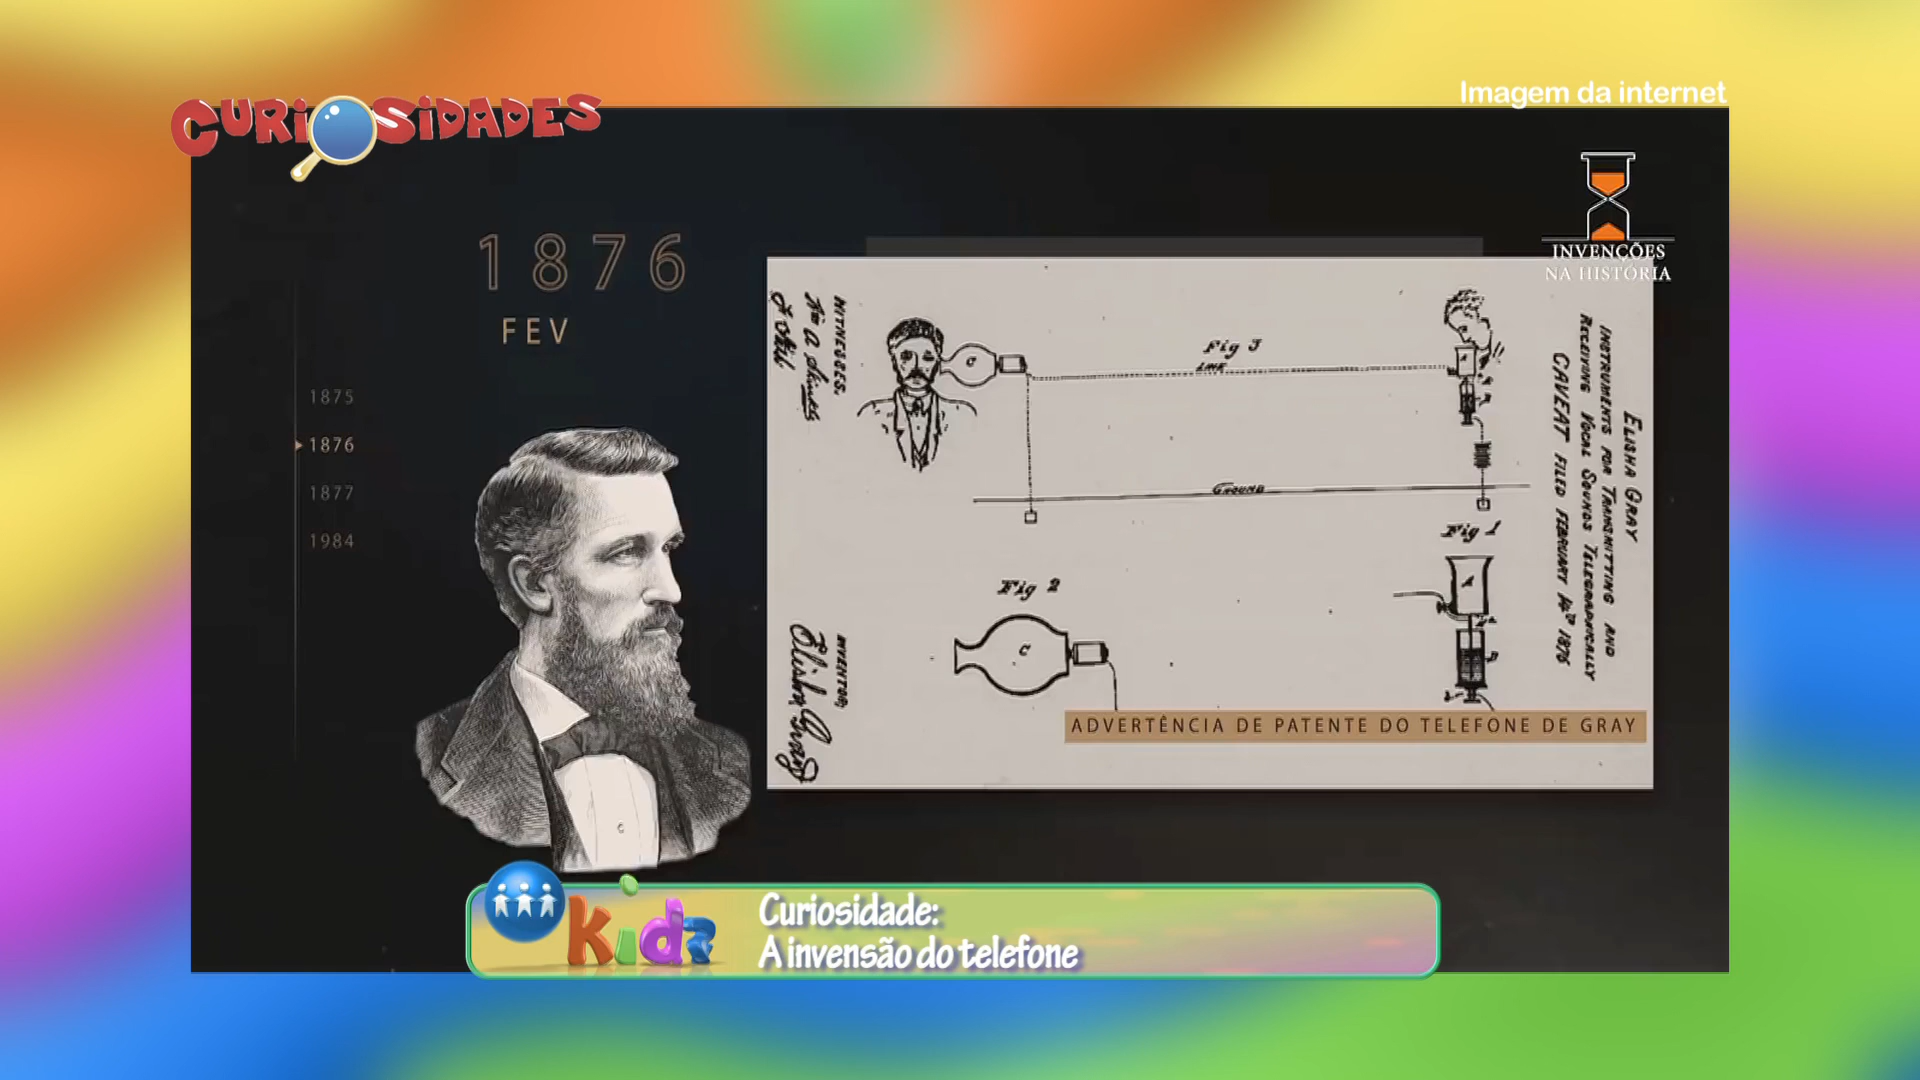 CURIOSIDADES
Imagem da internet
INVENÇÕES
NA HISTÓRIA
1876
FEV
1875
1876
1877
1984
WITNESSES.
Fig 3
LINE
GROUND
Fig 1
A
Fig 2
C
INVENTOR,
Elisha Gray
ELISHA GRAY
INSTRUMENTS FOR TRANSMITTING AND
RECEIVING VOCAL SOUNDS TELEGRAPHICALLY
CAVEAT FILED FEBRUARY 14TH 1876
ADVERTÊNCIA DE PATENTE DO TELEFONE DE GRAY
Kidz
Curiosidade:
A invensão do telefone